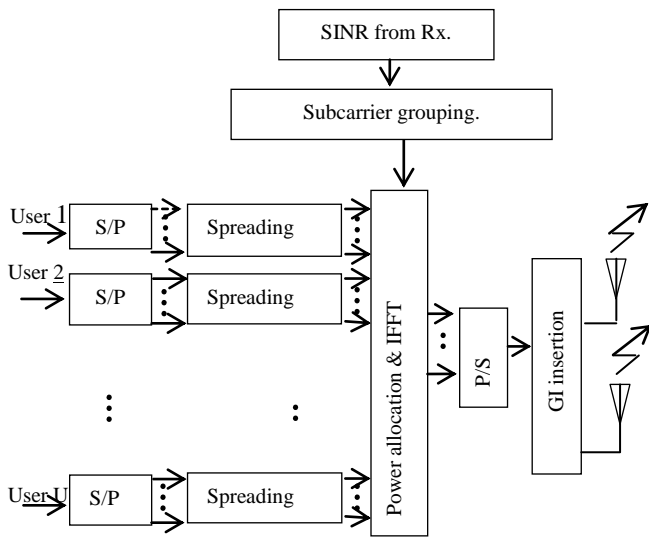 SINR from Rx.
Subcarrier grouping.
User 1
S/P
Spreading
User 2
S/P
Spreading
Power allocation & IFFT
P/S
GI insertion
User U
S/P
Spreading